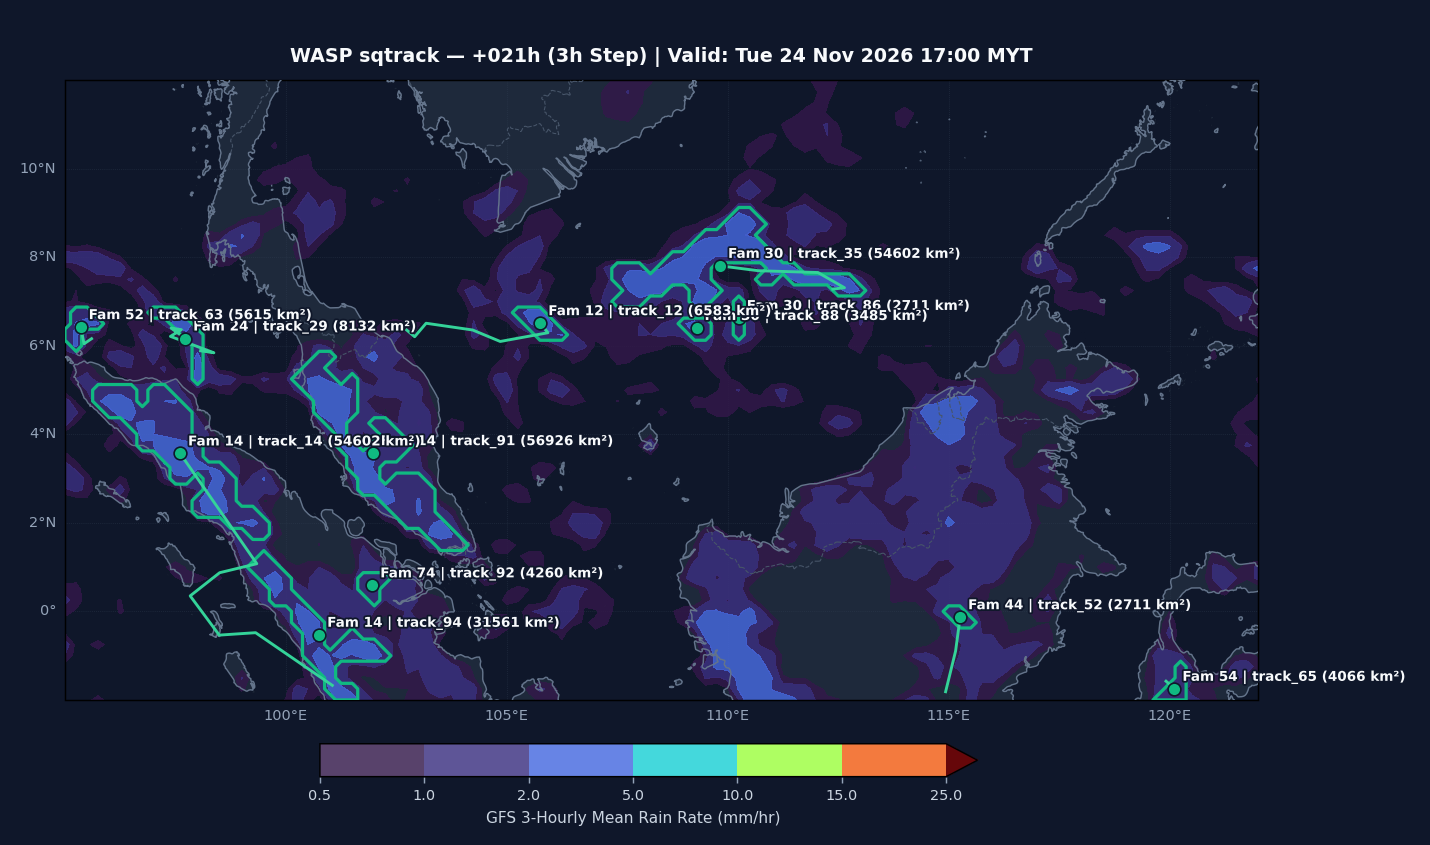 WASP sqtrack — +021h (3h Step) | Valid: Tue 24 Nov 2026 17:00 MYT
10°N
8°N
6°N
4°N
2°N
0°
Fam 30 | track_35 (54602 km²)
Fam 30 | track_86 (2711 km²)
Fam 12 | track_12 (6583 km²)
track_88 (3485 km²)
Fam 52 | track_63 (5615 km²)
Fam 24 | track_29 (8132 km²)
Fam 14 | track_14 (54602 km²)
14 | track_91 (56926 km²)
Fam 74 | track_92 (4260 km²)
Fam 44 | track_52 (2711 km²)
Fam 14 | track_94 (31561 km²)
Fam 54 | track_65 (4066 km²)
100°E 105°E 110°E 115°E 120°E
0.5 1.0 2.0 5.0 10.0 15.0 25.0
GFS 3-Hourly Mean Rain Rate (mm/hr)